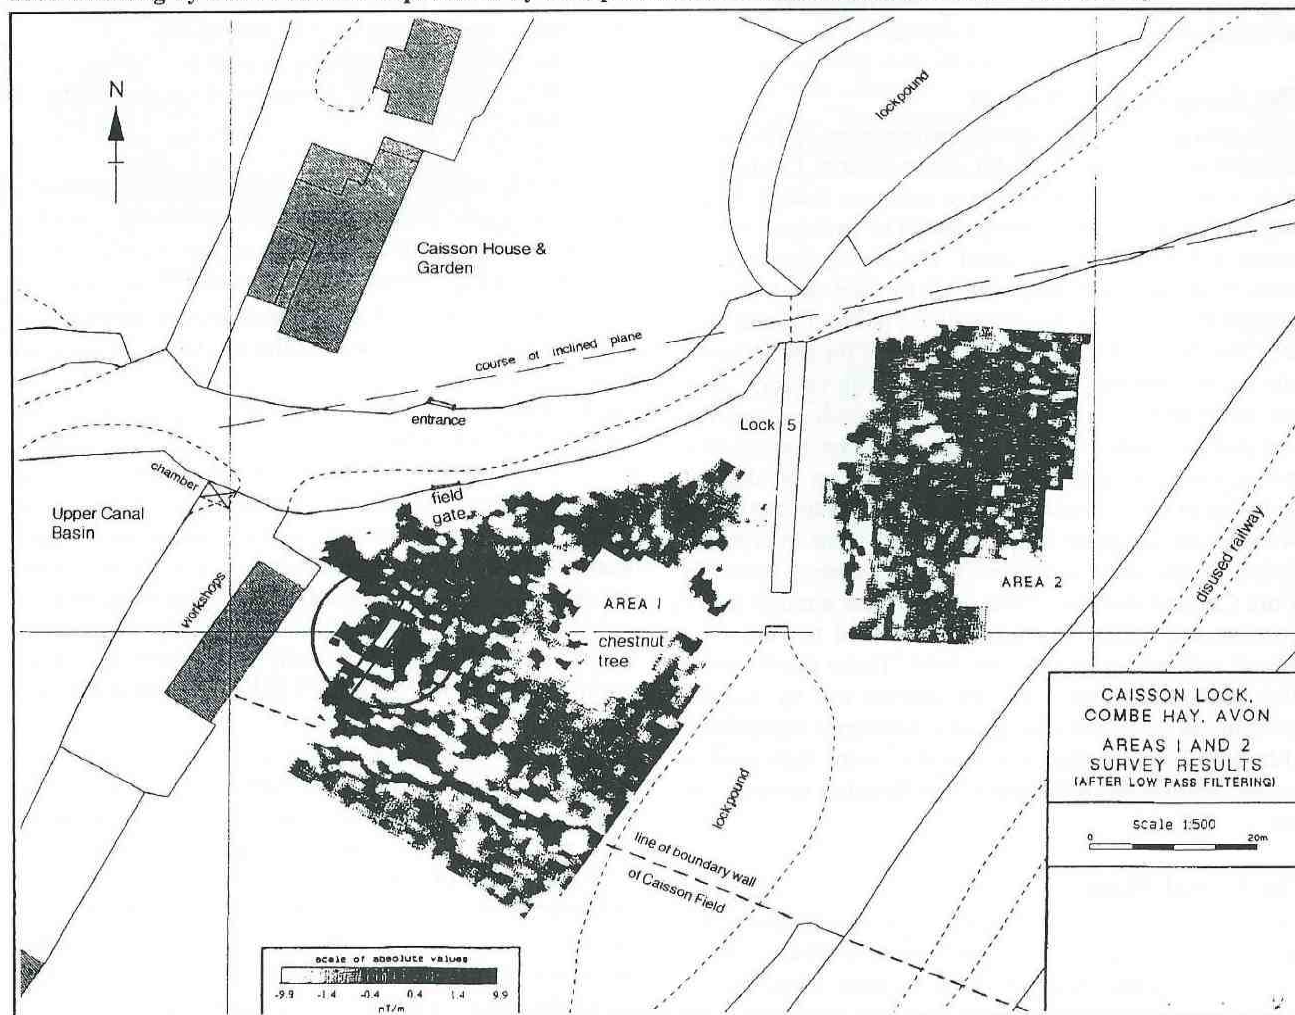 N
lockpound
Caisson House &
Garden
course of inclined plane
entrance
Lock 5
chamber
field
gate
Upper Canal
Basin
workshops
AREA 1
chestnut
tree
AREA 2
disused railway
lockpound
line of boundary wall
of Caisson Field
CAISSON LOCK,
COMBE HAY, AVON
AREAS 1 AND 2
SURVEY RESULTS
(AFTER LOW PASS FILTERING)
scale 1:500
0 20m
scale of absolute values
-9.9 -1.4 -0.4 0.4 1.4 9.9
nT/m